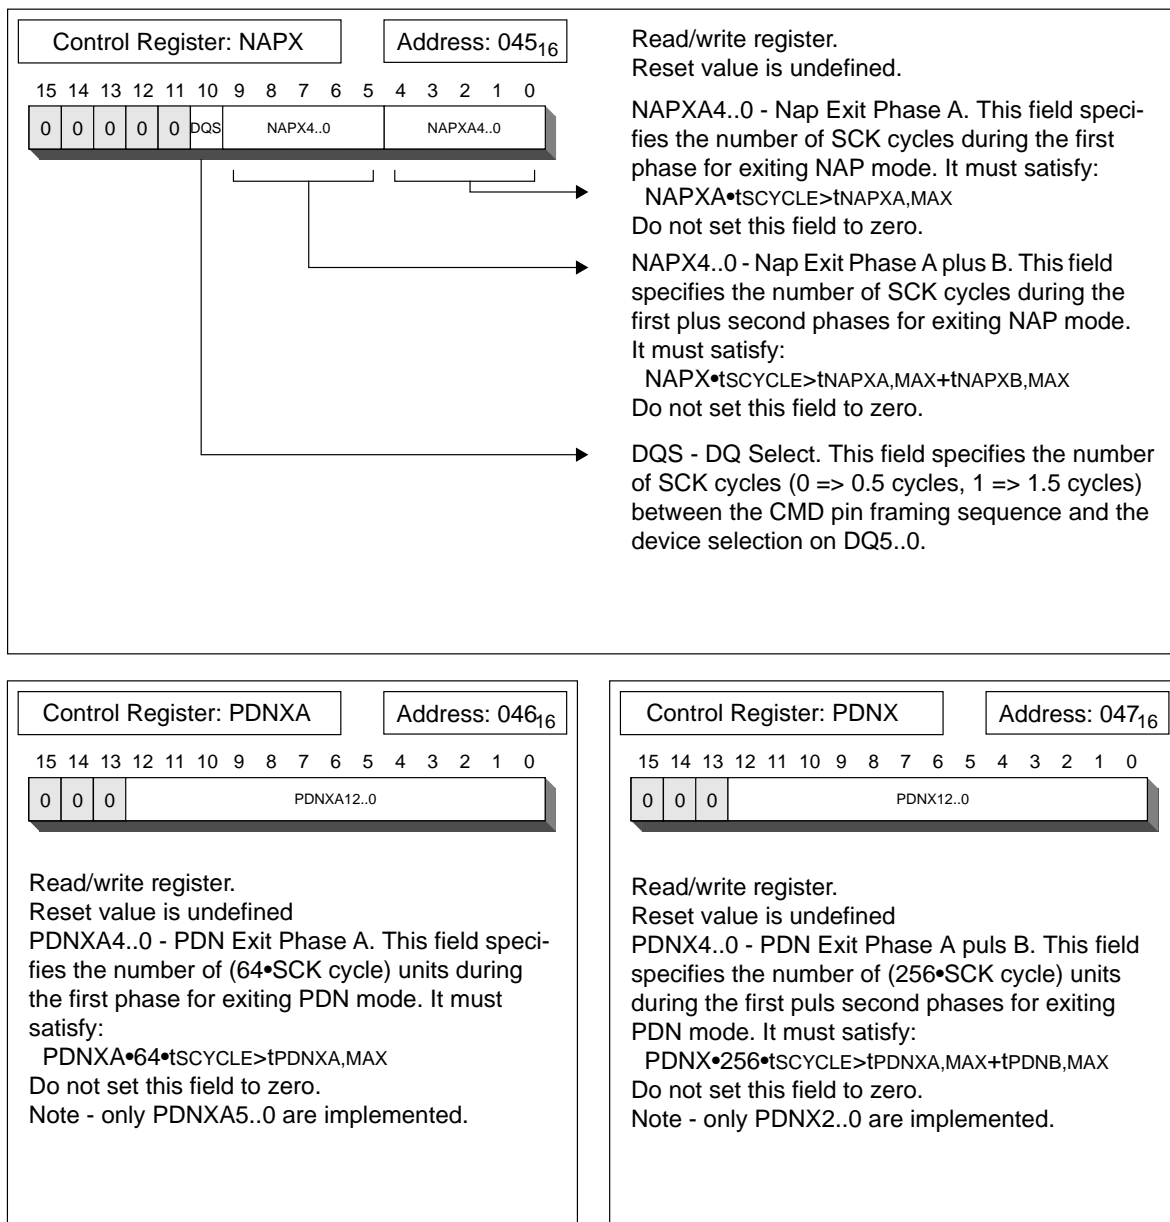 Control Register: NAPX
Address: 045₁₆
15 14 13 12 11 10 9 8 7 6 5 4 3 2 1 0
0 0 0 0 0 DQS NAPX4..0 NAPXA4..0
Read/write register.
Reset value is undefined.
NAPXA4..0 - Nap Exit Phase A. This field speci-
fies the number of SCK cycles during the first
phase for exiting NAP mode. It must satisfy:
NAPXA•tSCYCLE>tNAPXA,MAX
Do not set this field to zero.
NAPX4..0 - Nap Exit Phase A plus B. This field
specifies the number of SCK cycles during the
first plus second phases for exiting NAP mode.
It must satisfy:
NAPX•tSCYCLE>tNAPXA,MAX+tNAPXB,MAX
Do not set this field to zero.
DQS - DQ Select. This field specifies the number
of SCK cycles (0 => 0.5 cycles, 1 => 1.5 cycles)
between the CMD pin framing sequence and the
device selection on DQ5..0.
Control Register: PDNXA
Address: 046₁₆
15 14 13 12 11 10 9 8 7 6 5 4 3 2 1 0
0 0 0 PDNXA12..0
Read/write register.
Reset value is undefined
PDNXA4..0 - PDN Exit Phase A. This field speci-
fies the number of (64•SCK cycle) units during
the first phase for exiting PDN mode. It must
satisfy:
PDNXA•64•tSCYCLE>tPDNXA,MAX
Do not set this field to zero.
Note - only PDNXA5..0 are implemented.
Control Register: PDNX
Address: 047₁₆
15 14 13 12 11 10 9 8 7 6 5 4 3 2 1 0
0 0 0 PDNX12..0
Read/write register.
Reset value is undefined
PDNX4..0 - PDN Exit Phase A puls B. This field
specifies the number of (256•SCK cycle) units
during the first puls second phases for exiting
PDN mode. It must satisfy:
PDNX•256•tSCYCLE>tPDNXA,MAX+tPDNB,MAX
Do not set this field to zero.
Note - only PDNX2..0 are implemented.